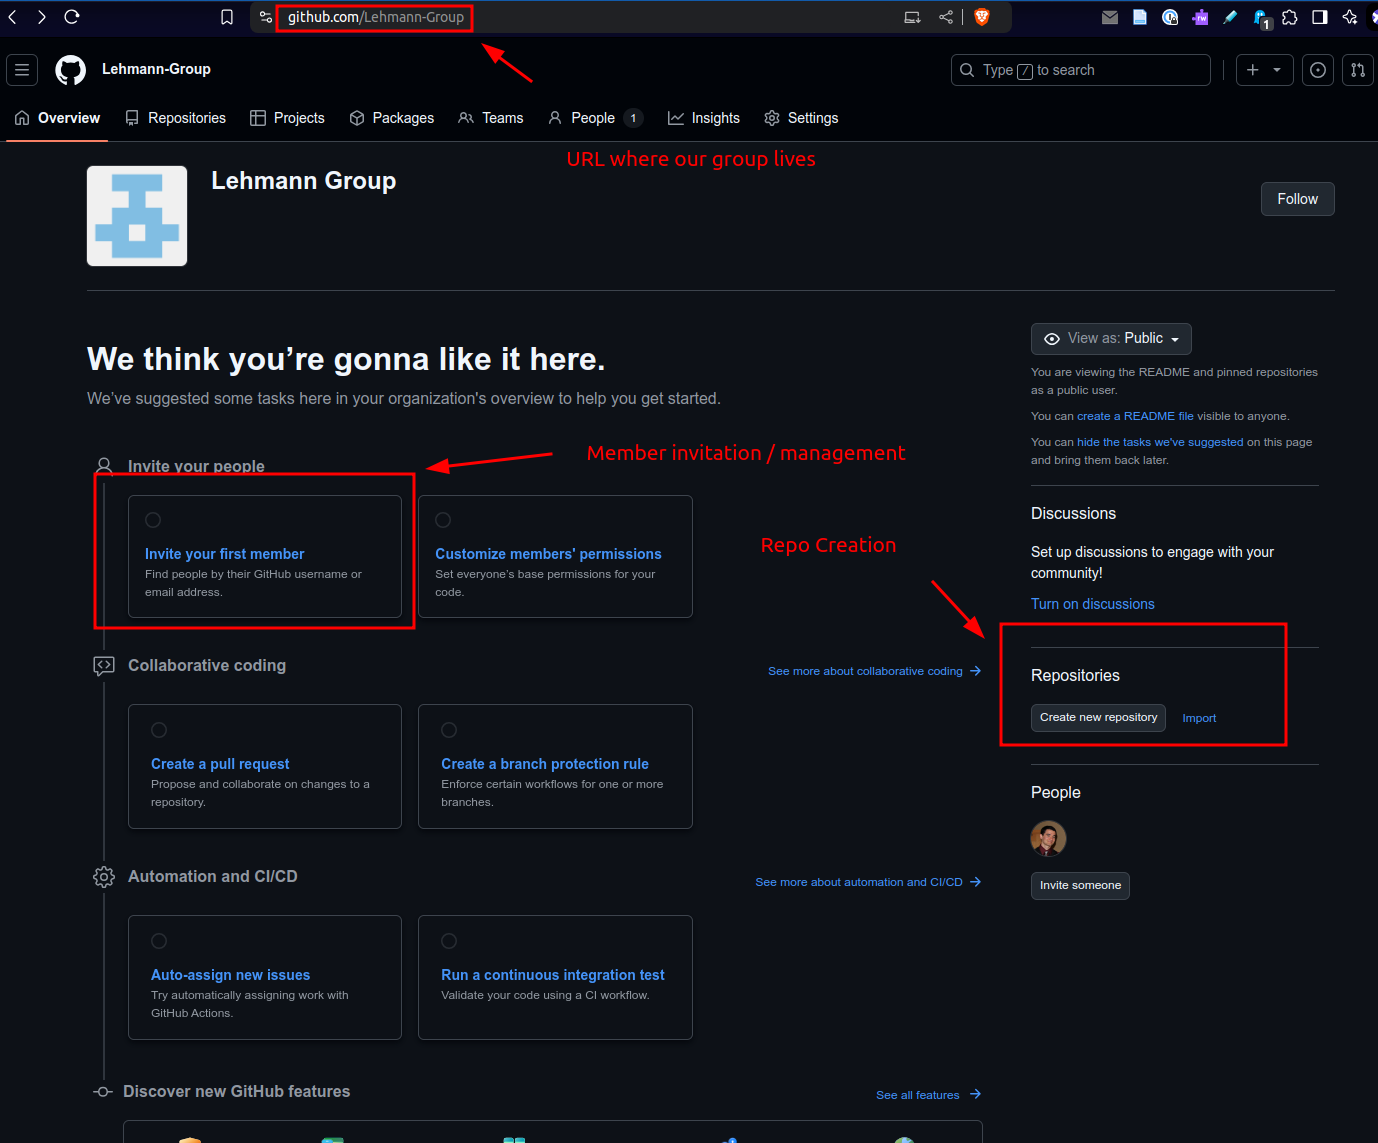 github.com/Lehmann-Group
1
Lehmann-Group
Type / to search
Overview
Repositories
Projects
Packages
Teams
People 1
Insights
Settings
URL where our group lives
Lehmann Group
Follow
We think you’re gonna like it here.
We’ve suggested some tasks here in your organization's overview to help you get started.
View as: Public
You are viewing the README and pinned repositories
as a public user.
You can create a README file visible to anyone.
You can hide the tasks we've suggested on this page
and bring them back later.
Invite your people
Member invitation / management
Invite your first member
Find people by their GitHub username or
email address.
Customize members' permissions
Set everyone's base permissions for your
code.
Discussions
Set up discussions to engage with your
community!
Turn on discussions
Repo Creation
Repositories
Create new repository
Import
Collaborative coding
See more about collaborative coding
Create a pull request
Propose and collaborate on changes to a
repository.
Create a branch protection rule
Enforce certain workflows for one or more
branches.
People
Invite someone
Automation and CI/CD
See more about automation and CI/CD
Auto-assign new issues
Try automatically assigning work with
GitHub Actions.
Run a continuous integration test
Validate your code using a CI workflow.
Discover new GitHub features
See all features